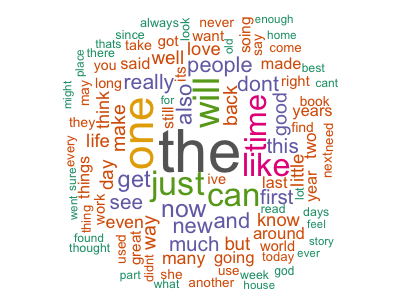 always look never enough
since well got want old say home
thats take love soing come
place there you said its people made best
might may long really also will dont right cant
they think for still back time good book years
every life make one the this find
sure things day like little two next need
went work get just can first last year lot
thing see ive read days
found even now new and know feel
thought great way much but around story
used many going world ever
didnt she use today
part what another week god
house